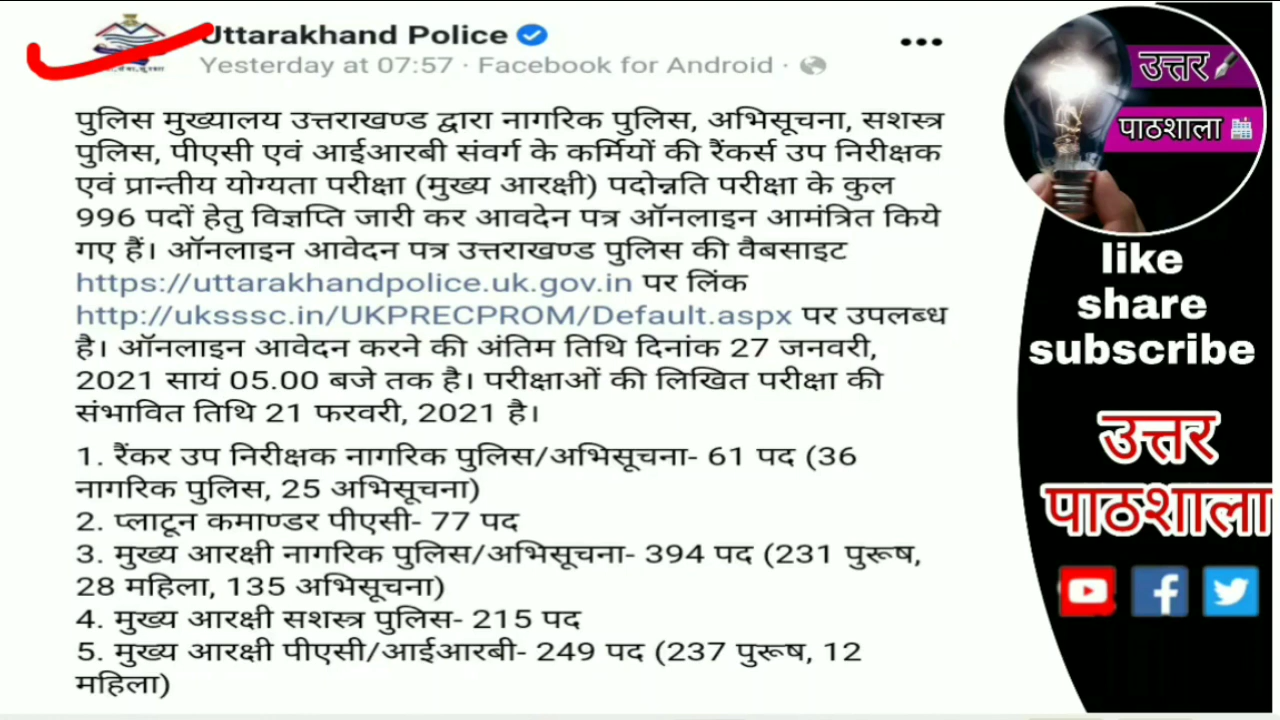 Uttarakhand Police
Yesterday at 07:57 · Facebook for Android ·
पुलिस मुख्यालय उत्तराखण्ड द्वारा नागरिक पुलिस, अभिसूचना, सशस्त्र
पुलिस, पीएसी एवं आईआरबी संवर्ग के कर्मियों की रैंकर्स उप निरीक्षक
एवं प्रान्तीय योग्यता परीक्षा (मुख्य आरक्षी) पदोन्नति परीक्षा के कुल
996 पदों हेतु विज्ञप्ति जारी कर आवदेन पत्र ऑनलाइन आमंत्रित किये
गए हैं। ऑनलाइन आवेदन पत्र उत्तराखण्ड पुलिस की वैबसाइट
https://uttarakhandpolice.uk.gov.in पर लिंक
http://uksssc.in/UKPRECPROM/Default.aspx पर उपलब्ध
है। ऑनलाइन आवेदन करने की अंतिम तिथि दिनांक 27 जनवरी,
2021 सायं 05.00 बजे तक है। परीक्षाओं की लिखित परीक्षा की
संभावित तिथि 21 फरवरी, 2021 है।
1. रैंकर उप निरीक्षक नागरिक पुलिस/अभिसूचना- 61 पद (36
नागरिक पुलिस, 25 अभिसूचना)
2. प्लाटून कमाण्डर पीएसी- 77 पद
3. मुख्य आरक्षी नागरिक पुलिस/अभिसूचना- 394 पद (231 पुरूष,
28 महिला, 135 अभिसूचना)
4. मुख्य आरक्षी सशस्त्र पुलिस- 215 पद
5. मुख्य आरक्षी पीएसी/आईआरबी- 249 पद (237 पुरूष, 12
महिला)
उत्तर
पाठशाला
like
share
subscribe
उत्तर
पाठशाला